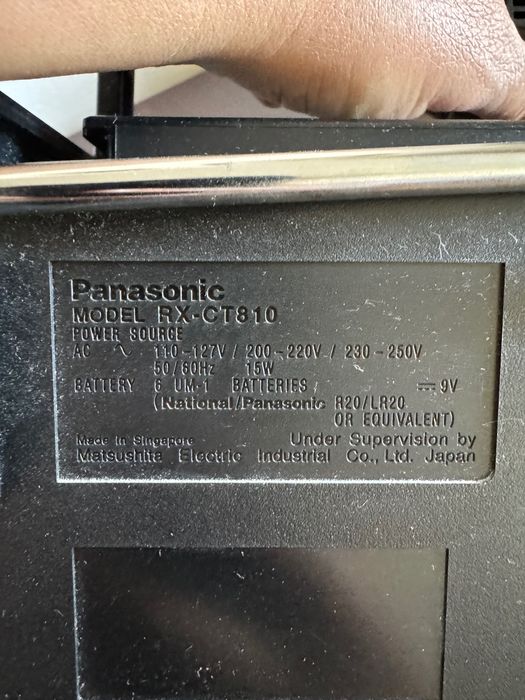 Panasonic
MODEL RX-CT810
POWER SOURCE
AC ∿ 110-127V / 200-220V / 230-250V
50/60Hz 15W
BATTERY 6 UM-1 BATTERIES / ⎓ 9V
(National/Panasonic R20/LR20
OR EQUIVALENT)
Made in Singapore Under Supervision by
Matsushita Electric Industrial Co., Ltd. Japan